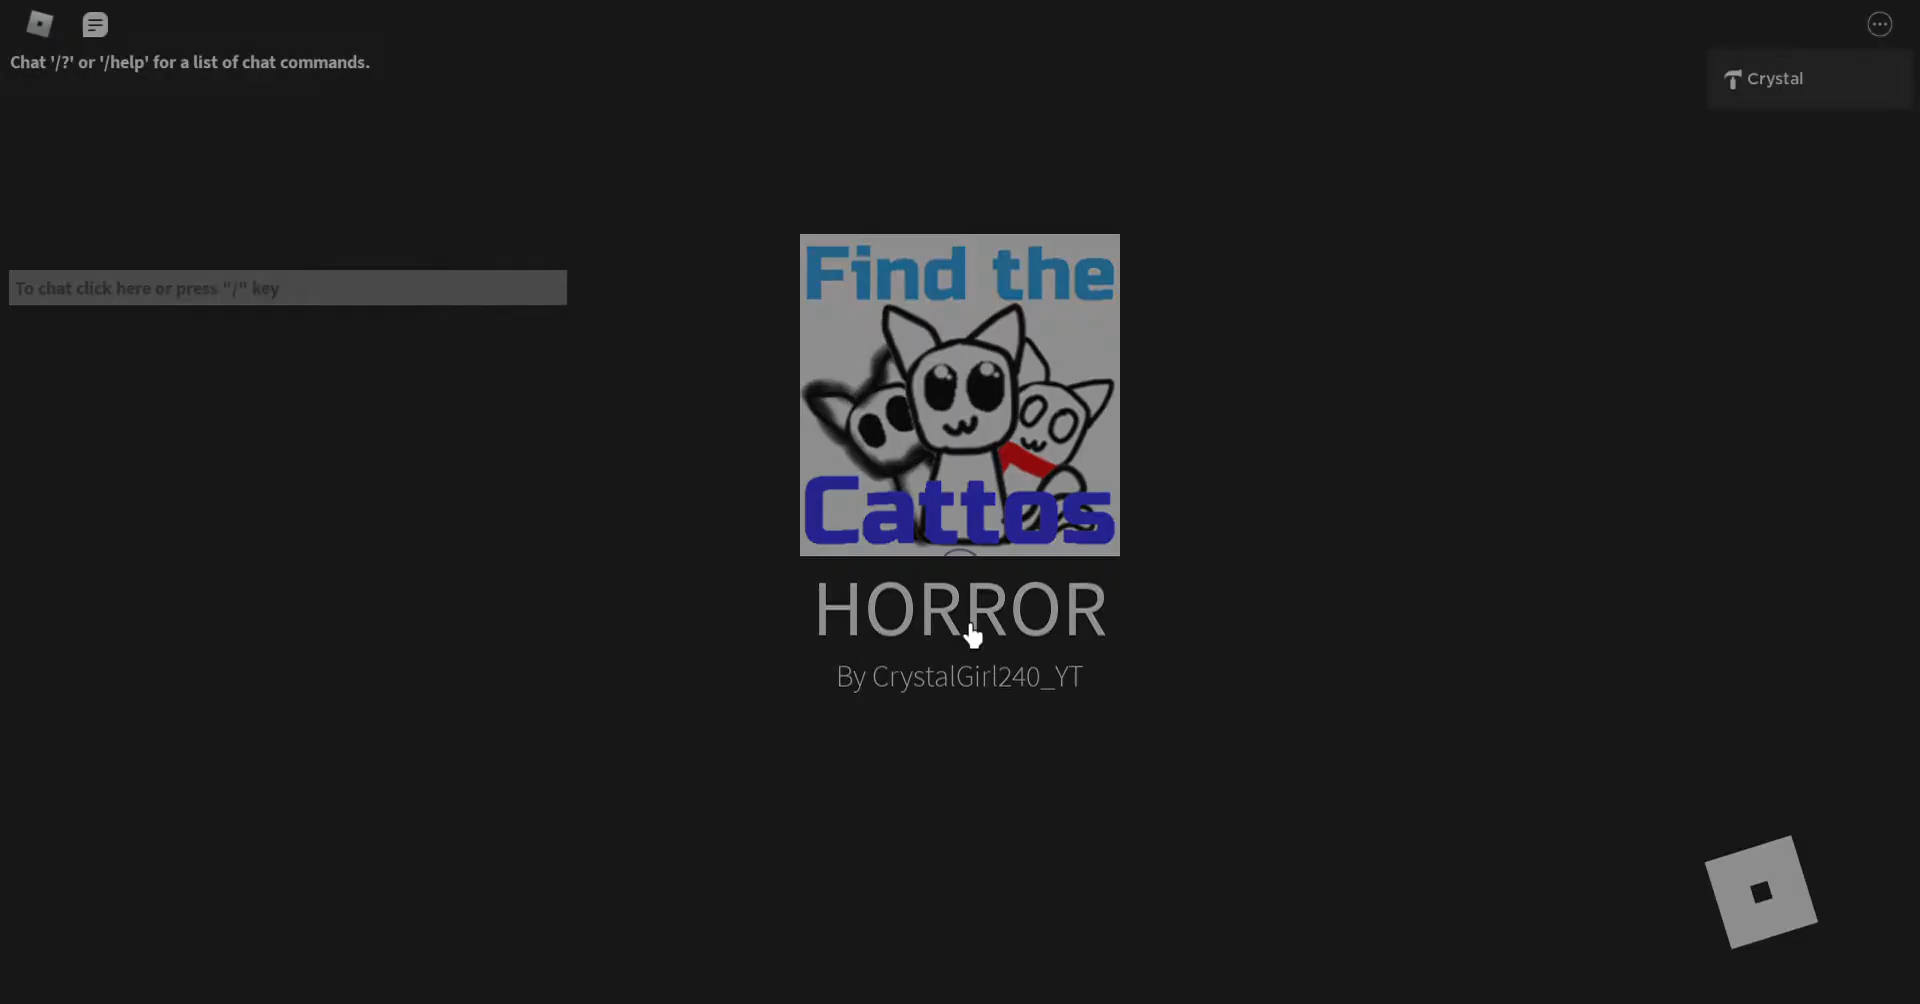 Chat '/?' or '/help' for a list of chat commands.
Crystal
To chat click here or press "/" key
Find the
Cattos
HORROR
By CrystalGirl240_YT